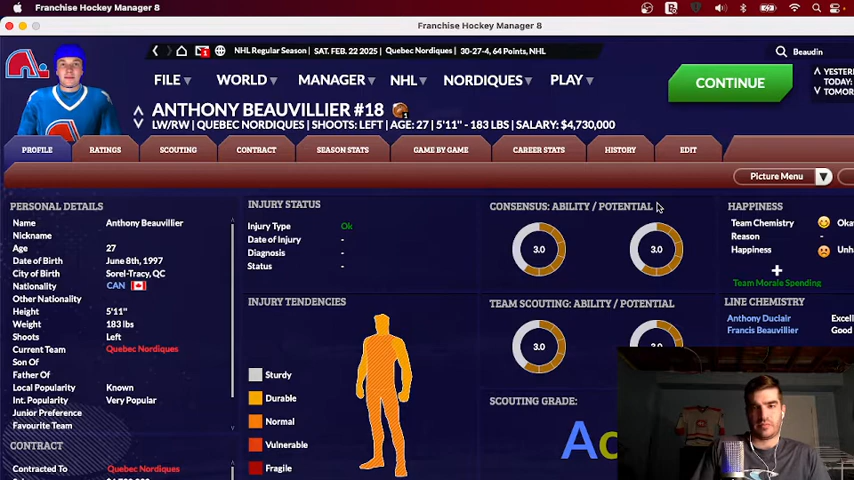 Franchise Hockey Manager 8
Franchise Hockey Manager 8
NHL Regular Season | SAT. FEB. 22 2025 | Quebec Nordiques | 30-27-4, 64 Points, NHL
Beaudin
FILE WORLD MANAGER NHL NORDIQUES PLAY
CONTINUE
YESTER
TODAY:
TOMOR
ANTHONY BEAUVILLIER #18
LW/RW | QUEBEC NORDIQUES | SHOOTS: LEFT | AGE: 27 | 5'11" - 183 LBS | SALARY: $4,730,000
PROFILE RATINGS SCOUTING CONTRACT SEASON STATS GAME BY GAME CAREER STATS HISTORY EDIT
Picture Menu
PERSONAL DETAILS
Name Anthony Beauvillier
Nickname
Age 27
Date of Birth June 8th, 1997
City of Birth Sorel-Tracy, QC
Nationality CAN
Other Nationality
Height 5'11"
Weight 183 lbs
Shoots Left
Current Team Quebec Nordiques
Son Of
Father Of
Local Popularity Known
Int. Popularity Very Popular
Junior Preference
Favourite Team
CONTRACT
Contracted To Quebec Nordiques
INJURY STATUS
Injury Type Ok
Date of Injury -
Diagnosis -
Status -
INJURY TENDENCIES
Sturdy
Durable
Normal
Vulnerable
Fragile
CONSENSUS: ABILITY / POTENTIAL
3.0 3.0
TEAM SCOUTING: ABILITY / POTENTIAL
3.0
SCOUTING GRADE:
HAPPINESS
Team Chemistry Oka
Reason -
Happiness Unh
Team Morale Spending
LINE CHEMISTRY
Anthony Duclair Excell
Francis Beauvillier Good